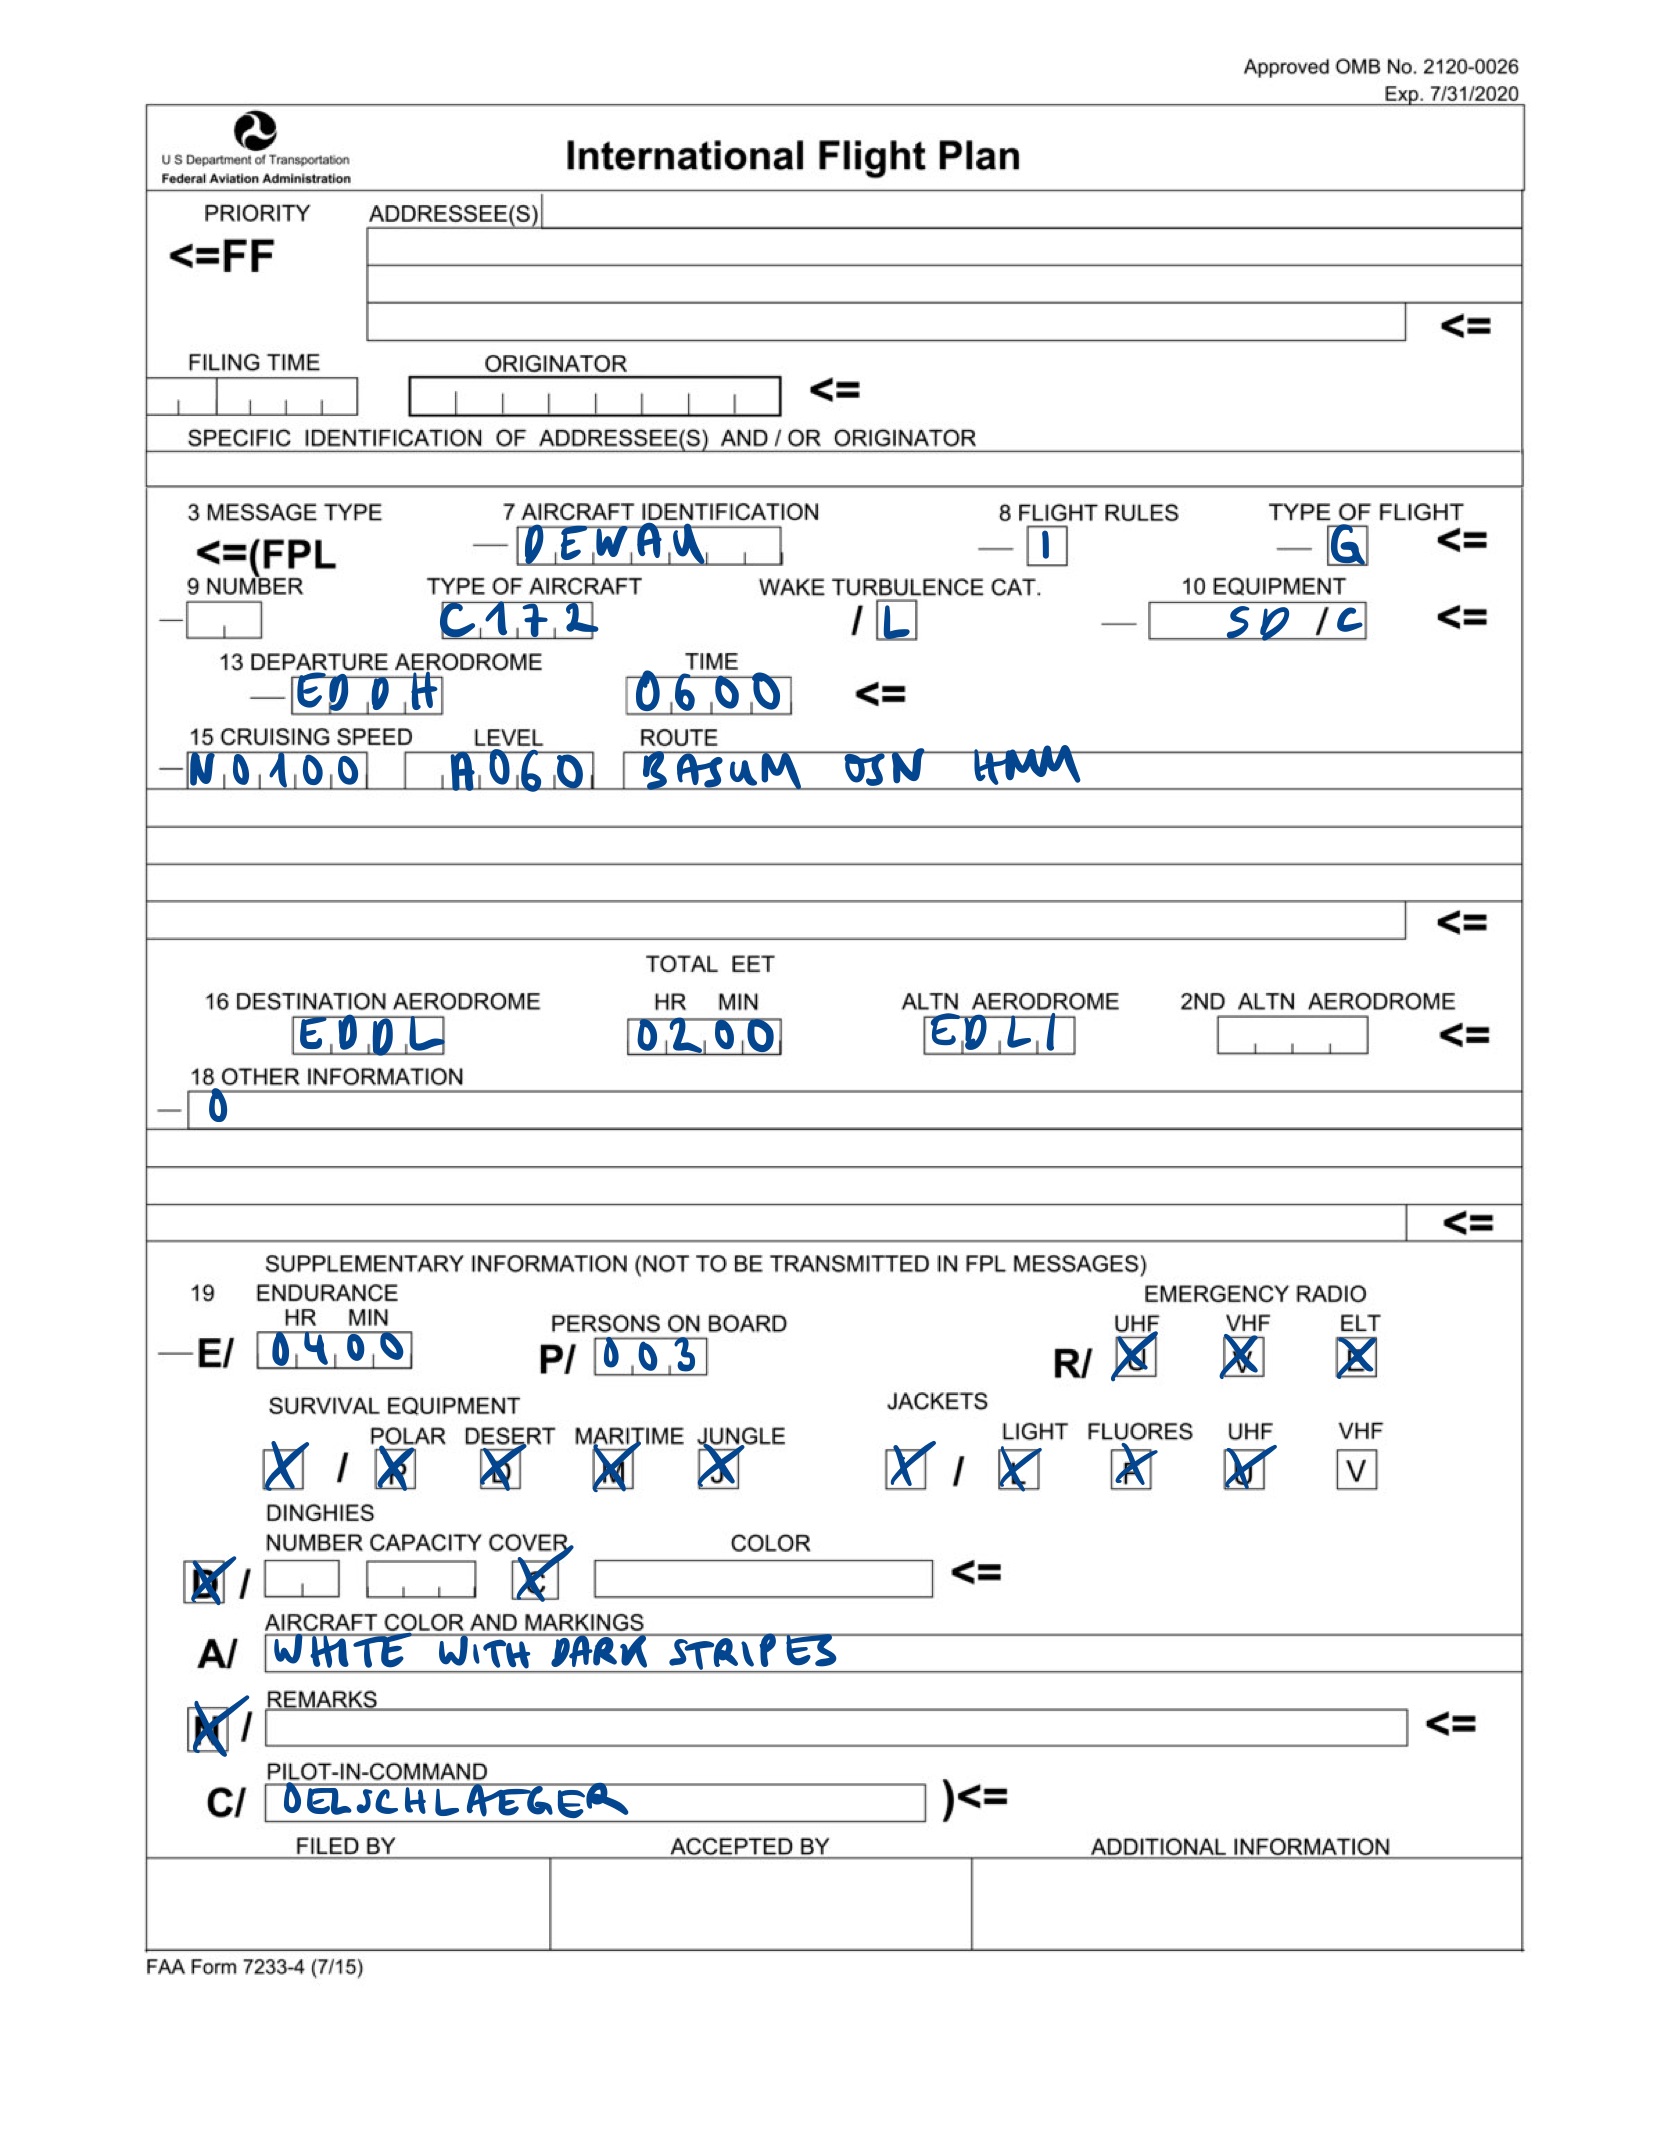 Approved OMB No. 2120-0026
Exp. 7/31/2020
U S Department of Transportation
Federal Aviation Administration
International Flight Plan
PRIORITY ADDRESSEE(S)
<=FF
<=
FILING TIME ORIGINATOR
<=
SPECIFIC IDENTIFICATION OF ADDRESSEE(S) AND / OR ORIGINATOR
3 MESSAGE TYPE 7 AIRCRAFT IDENTIFICATION 8 FLIGHT RULES TYPE OF FLIGHT
<=(FPL — DEWAU — I — G <=
9 NUMBER TYPE OF AIRCRAFT WAKE TURBULENCE CAT. 10 EQUIPMENT
— C172 / L — SD /C <=
13 DEPARTURE AERODROME TIME
— EDDH 0600 <=
15 CRUISING SPEED LEVEL ROUTE
— N0100 A060 BASUM OSN HMM
<=
TOTAL EET
16 DESTINATION AERODROME HR MIN ALTN AERODROME 2ND ALTN AERODROME
EDDL 0200 EDLI <=
18 OTHER INFORMATION
— 0
<=
SUPPLEMENTARY INFORMATION (NOT TO BE TRANSMITTED IN FPL MESSAGES)
19 ENDURANCE EMERGENCY RADIO
HR MIN PERSONS ON BOARD UHF VHF ELT
— E/ 0400 P/ 003 R/ U V E
SURVIVAL EQUIPMENT JACKETS
POLAR DESERT MARITIME JUNGLE LIGHT FLUORES UHF VHF
X / P D M J X / L F U V
DINGHIES
NUMBER CAPACITY COVER COLOR
D / C <=
AIRCRAFT COLOR AND MARKINGS
A/ WHITE WITH DARK STRIPES
REMARKS
N / <=
PILOT-IN-COMMAND
C/ OELSCHLAEGER )<=
FILED BY ACCEPTED BY ADDITIONAL INFORMATION
FAA Form 7233-4 (7/15)